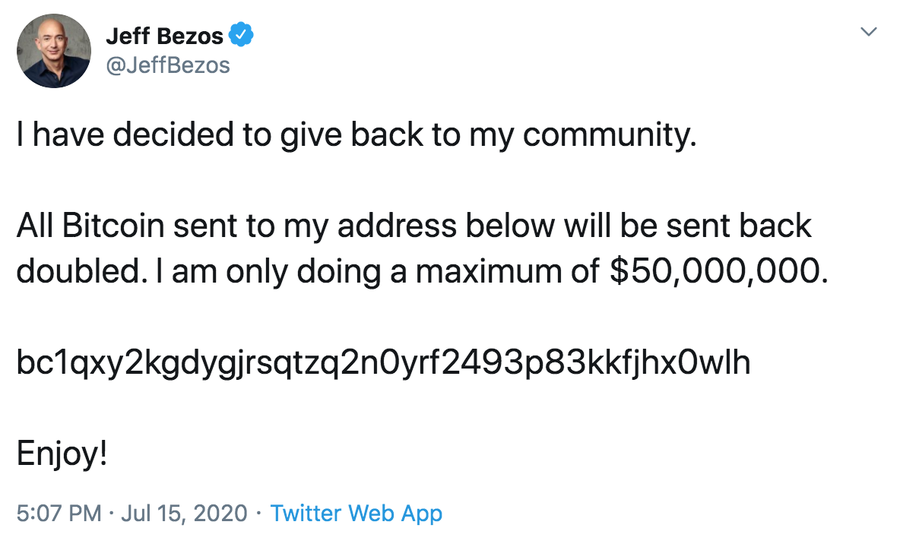 Jeff Bezos
@JeffBezos
I have decided to give back to my community.
All Bitcoin sent to my address below will be sent back
doubled. I am only doing a maximum of $50,000,000.
bc1qxy2kgdygjrsqtzq2n0yrf2493p83kkfjhx0wlh
Enjoy!
5:07 PM · Jul 15, 2020 · Twitter Web App